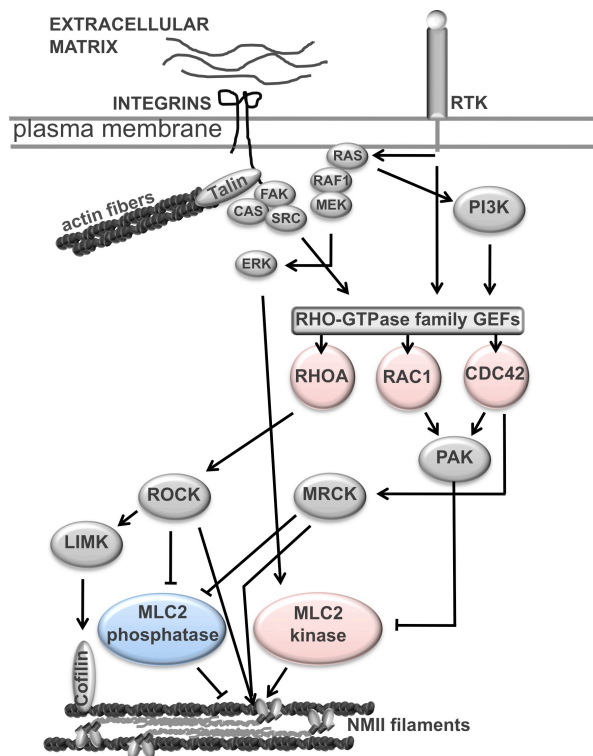 EXTRACELLULAR
MATRIX
INTEGRINS
RTK
plasma membrane
RAS
RAF1
MEK
Talin
FAK
CAS
SRC
actin fibers
PI3K
ERK
RHO-GTPase family GEFs
RHOA
RAC1
CDC42
PAK
ROCK
MRCK
LIMK
MLC2
phosphatase
MLC2
kinase
Cofilin
NMII filaments